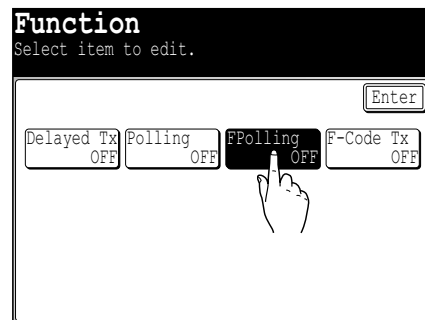 Function
Select item to edit.
Enter
Delayed Tx Polling FPolling F-Code Tx
OFF OFF OFF OFF